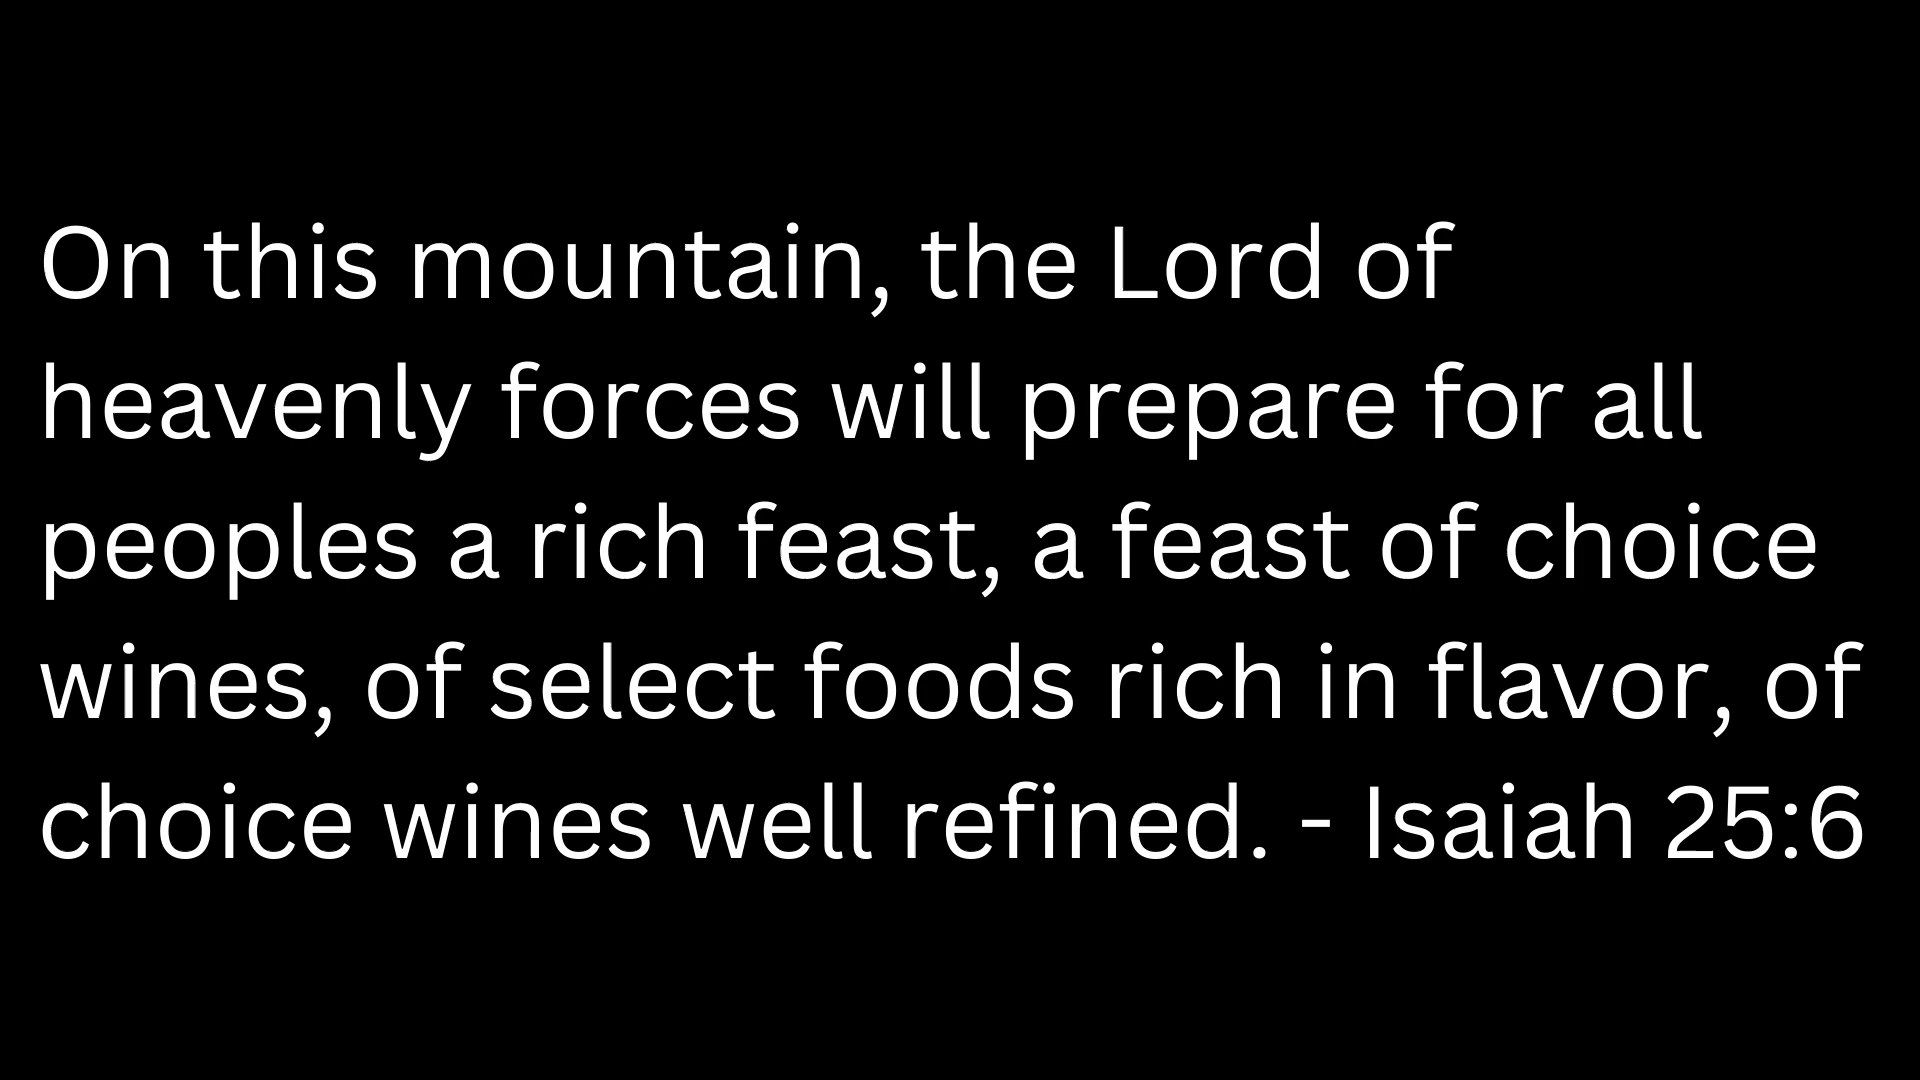 On this mountain, the Lord of
heavenly forces will prepare for all
peoples a rich feast, a feast of choice
wines, of select foods rich in flavor, of
choice wines well refined. - Isaiah 25:6